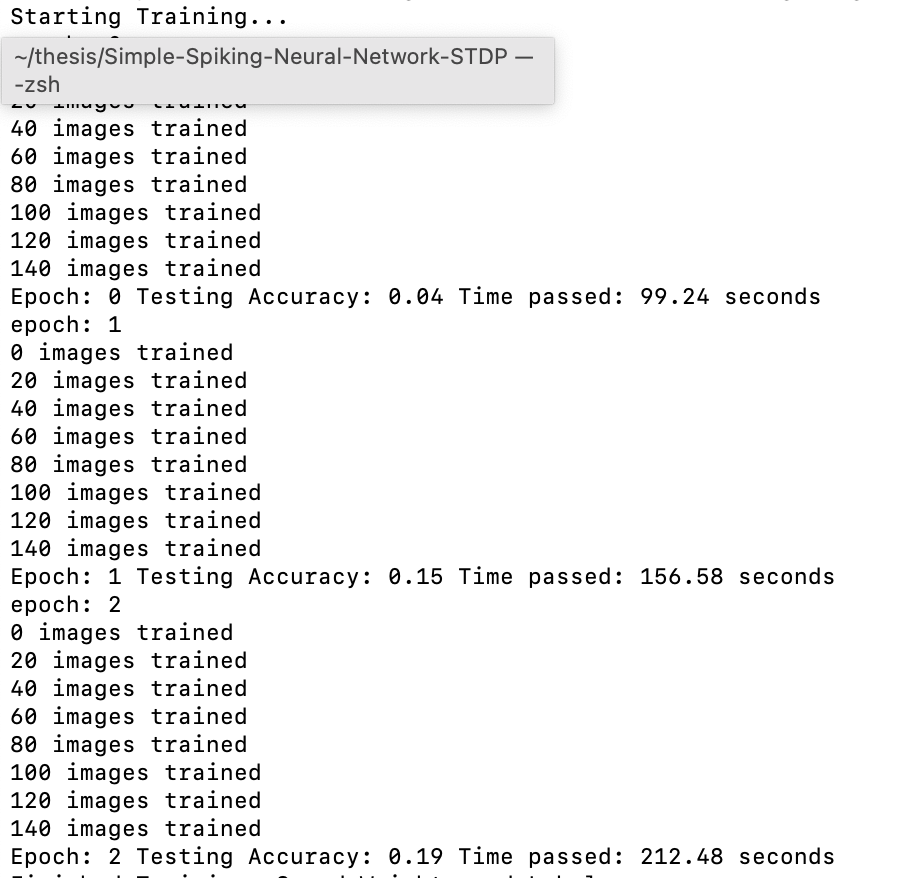 Starting Training...
~/thesis/Simple-Spiking-Neural-Network-STDP —
-zsh
20 images trained
40 images trained
60 images trained
80 images trained
100 images trained
120 images trained
140 images trained
Epoch: 0 Testing Accuracy: 0.04 Time passed: 99.24 seconds
epoch: 1
0 images trained
20 images trained
40 images trained
60 images trained
80 images trained
100 images trained
120 images trained
140 images trained
Epoch: 1 Testing Accuracy: 0.15 Time passed: 156.58 seconds
epoch: 2
0 images trained
20 images trained
40 images trained
60 images trained
80 images trained
100 images trained
120 images trained
140 images trained
Epoch: 2 Testing Accuracy: 0.19 Time passed: 212.48 seconds